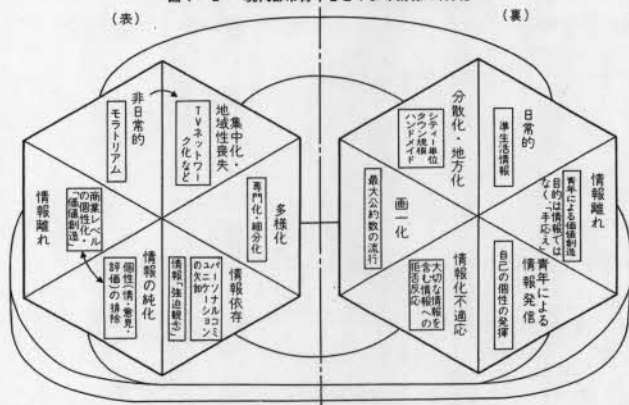 (表)
(裏)
非日常的
モラトリアム
集中化・
地域性喪失
TVネットワー
ク化など
多様化
専門化・細分化
情報依存
パーソナルコミ
ュニケーション
の欠如
情報「強迫観念」
情報の純化
個性(情・意見・
評価)の排除
情報離れ
商業レベル
の個性化・
「価値創造」
分散化・地方化
シティー単位
タウン規模
ハンドメイド
日常的
準生活情報
情報離れ
青年による価値創造
目的は情報では
なく、「手応え」
青年による
情報発信
自己の個性の発揮
情報化不適応
大切な情報を
含む情報への
拒否反応
画一化
最大公約数の流行